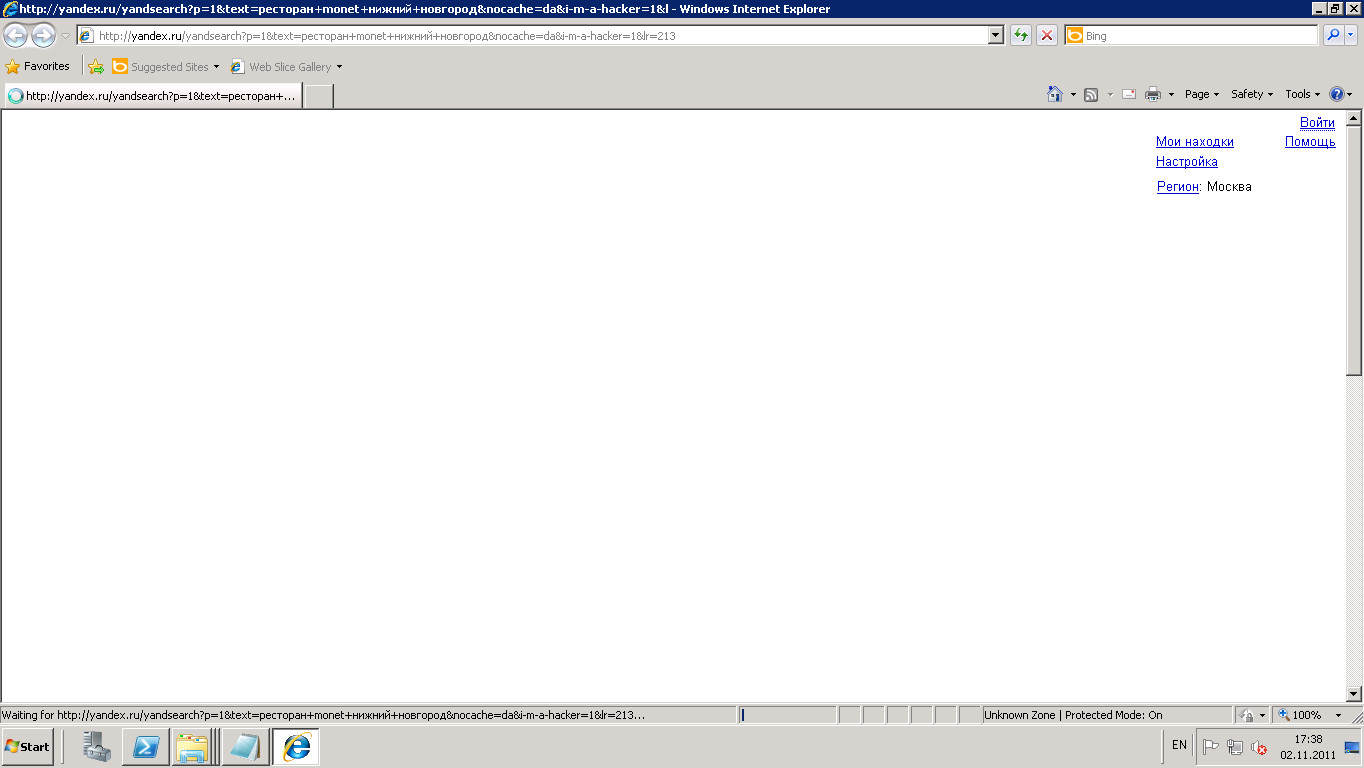 http://yandex.ru/yandsearch?p=1&text=ресторан+monet+нижний+новгород&nocache=da&i-m-a-hacker=1&l - Windows Internet Explorer
http://yandex.ru/yandsearch?p=1&text=ресторан+monet+нижний+новгород&nocache=da&i-m-a-hacker=1&lr=213
Bing
Favorites Suggested Sites Web Slice Gallery
http://yandex.ru/yandsearch?p=1&text=ресторан+...
Page Safety Tools
Войти
Мои находки Помощь
Настройка
Регион: Москва
Waiting for http://yandex.ru/yandsearch?p=1&text=ресторан+monet+нижний+новгород&nocache=da&i-m-a-hacker=1&lr=213... Unknown Zone | Protected Mode: On 100%
Start EN 17:38
02.11.2011